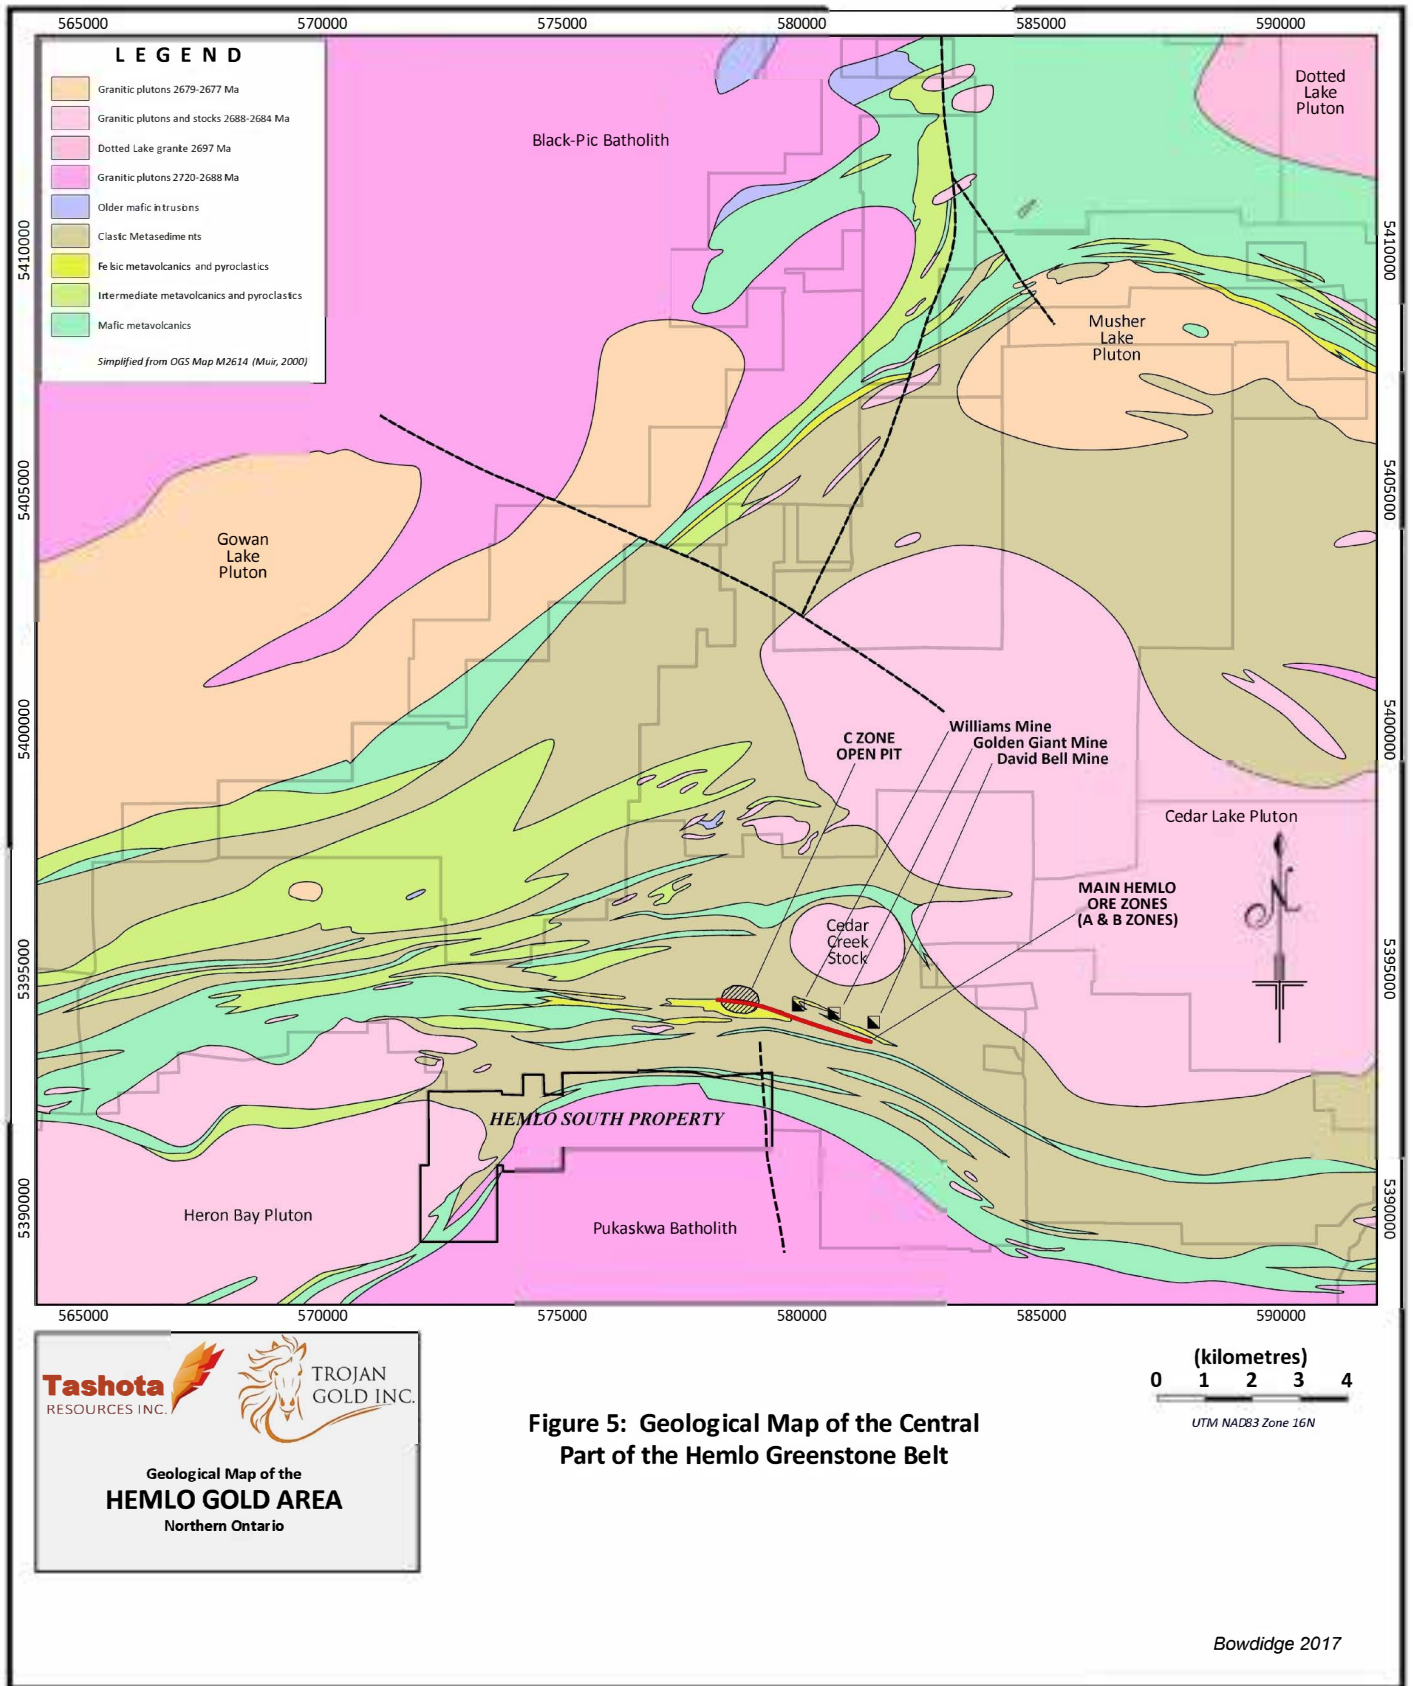 565000 570000 575000 580000 585000 590000
LEGEND
Granitic plutons 2679-2677 Ma
Granitic plutons and stocks 2688-2684 Ma
Dotted Lake granite 2697 Ma
Granitic plutons 2720-2688 Ma
Older mafic intrusions
Clastic Metasediments
Felsic metavolcanics and pyroclastics
Intermediate metavolcanics and pyroclastics
Mafic metavolcanics
Simplified from OGS Map M2614 (Muir, 2000)
Black-Pic Batholith
Dotted
Lake
Pluton
5410000
5410000
Musher
Lake
Pluton
5405000
5405000
Gowan
Lake
Pluton
5400000
5400000
C ZONE
OPEN PIT
Williams Mine
Golden Giant Mine
David Bell Mine
Cedar Lake Pluton
N
MAIN HEMLO
ORE ZONES
(A & B ZONES)
Cedar
Creek
Stock
5395000
5395000
HEMLO SOUTH PROPERTY
5390000
5390000
Heron Bay Pluton
Pukaskwa Batholith
565000 570000 575000 580000 585000 590000
Tashota
RESOURCES INC.
TROJAN
GOLD INC.
Geological Map of the
HEMLO GOLD AREA
Northern Ontario
Figure 5: Geological Map of the Central
Part of the Hemlo Greenstone Belt
(kilometres)
0 1 2 3 4
UTM NAD83 Zone 16N
Bowdidge 2017